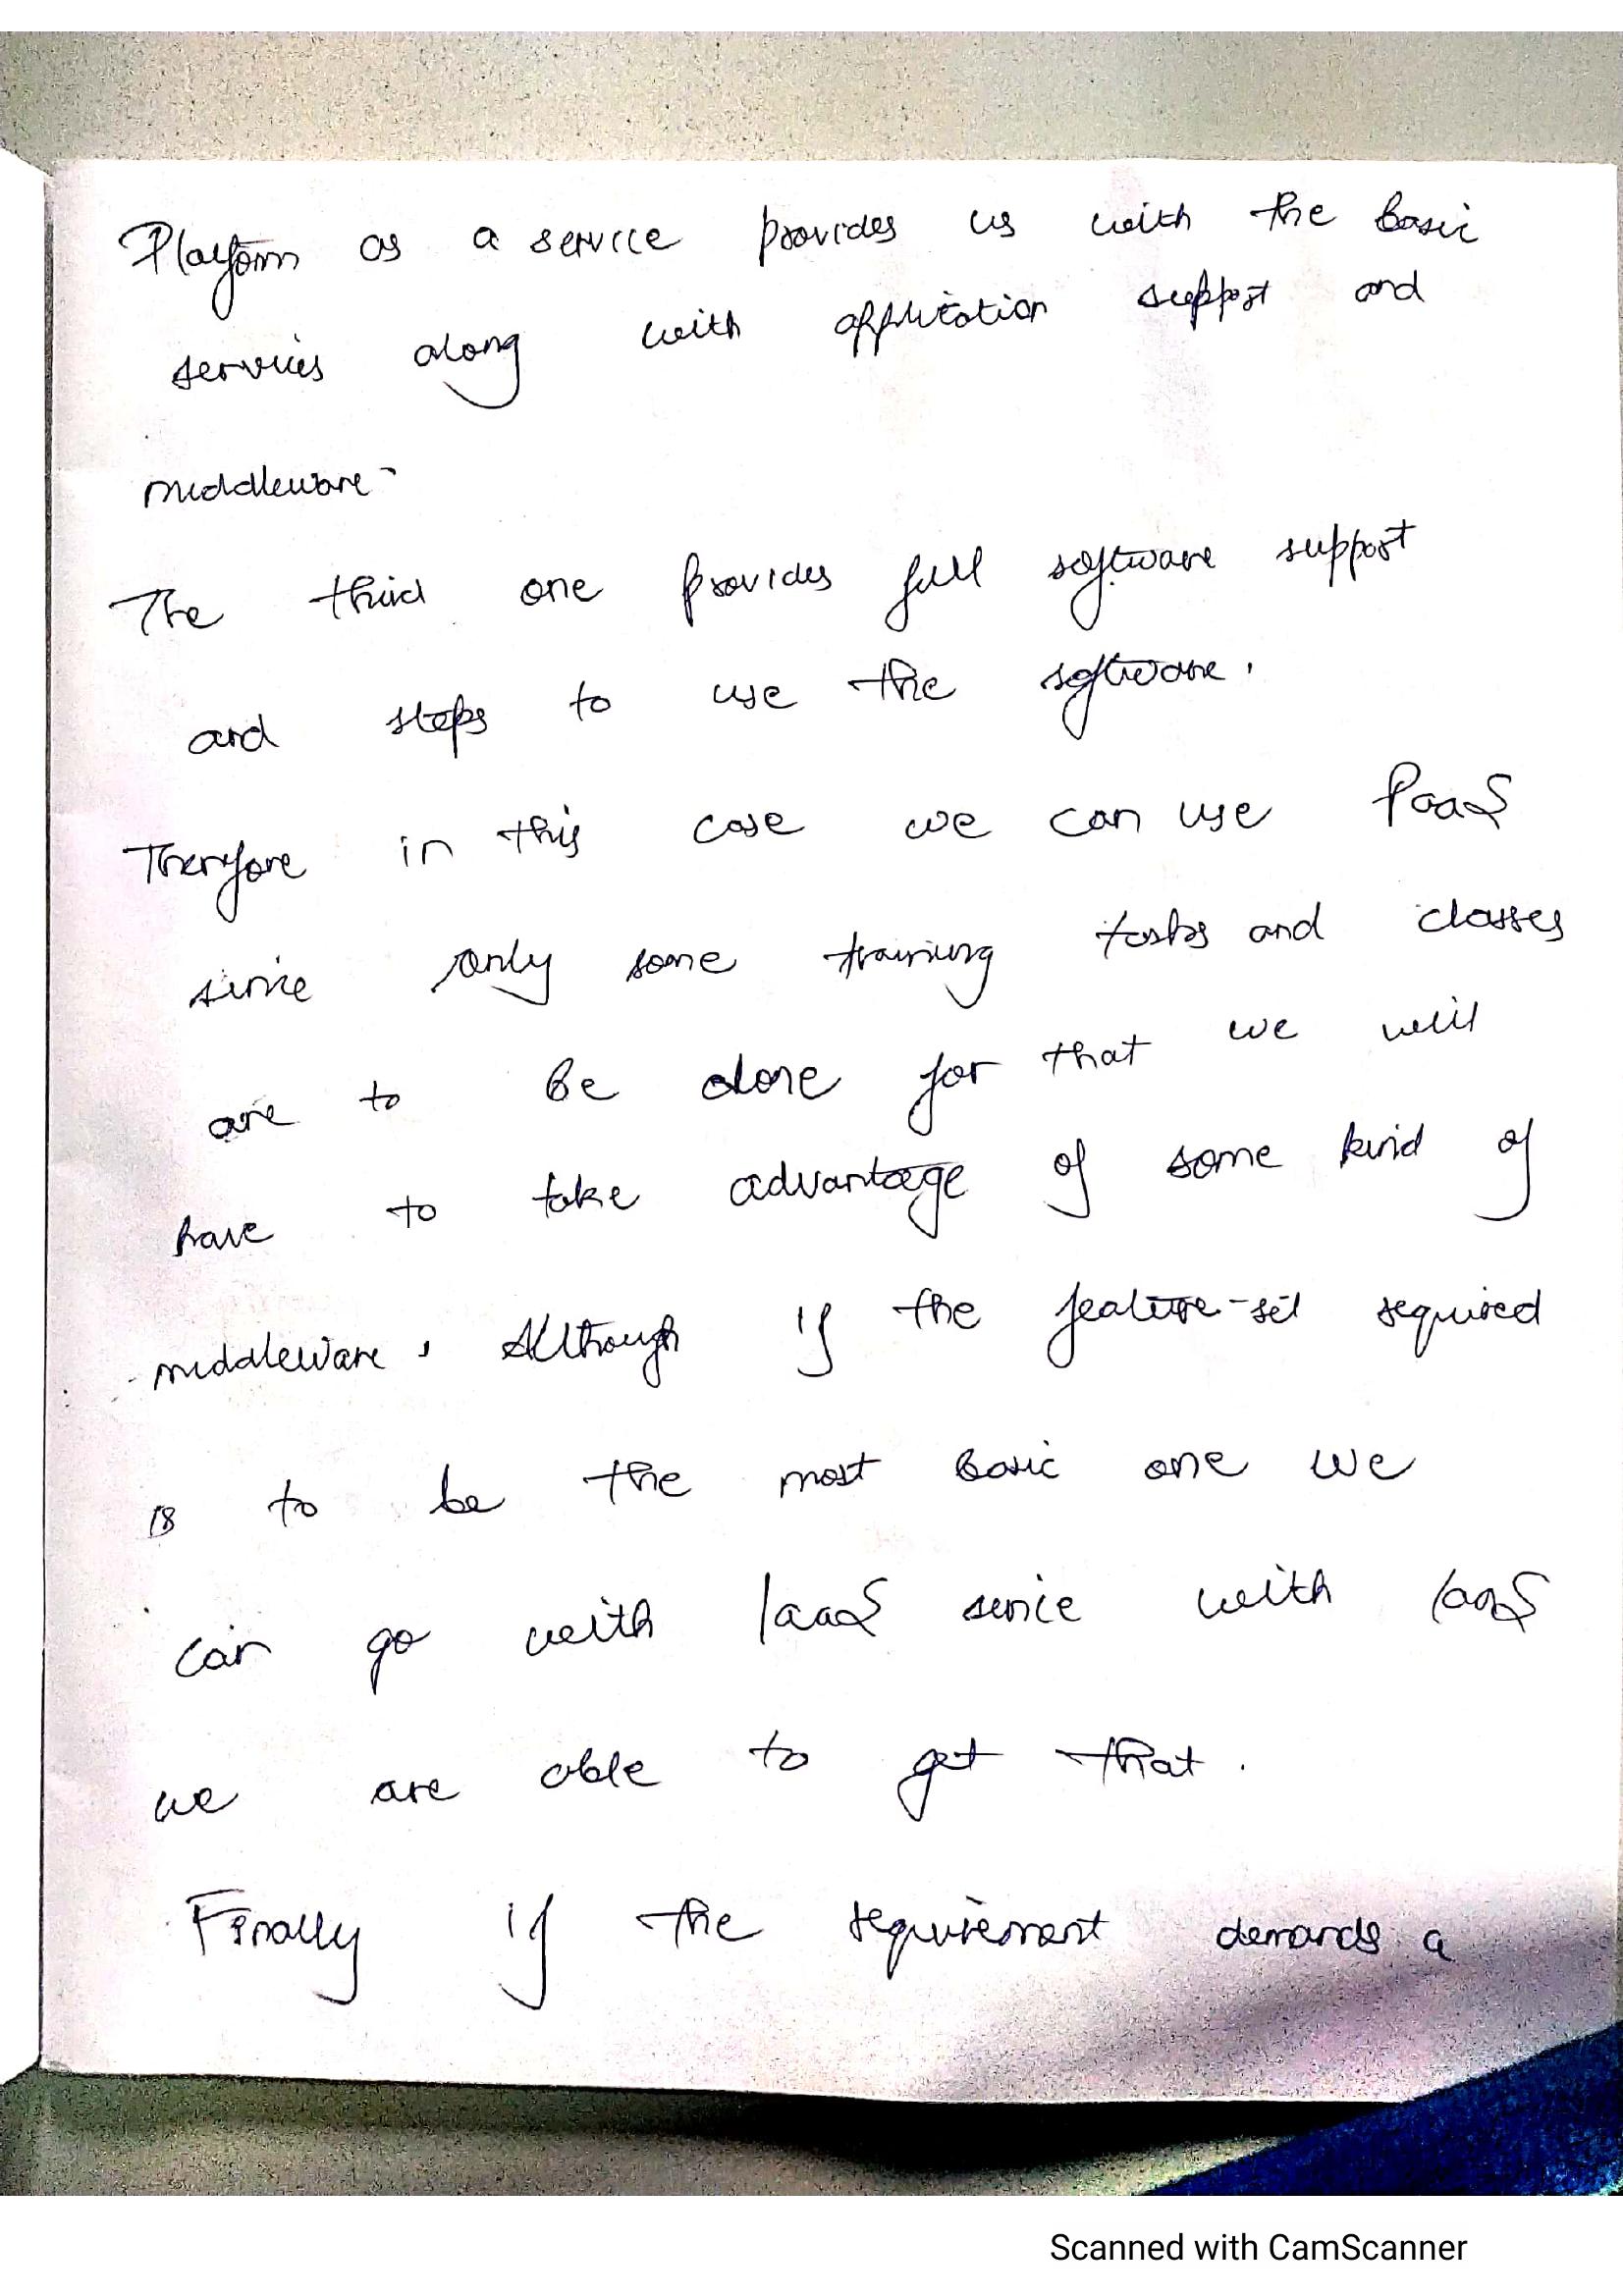 Platform as a service provides us with the basic
services along with application support and
middleware-
The third one provides full software support
and steps to use the software.
Therefore in this case we can use PaaS
since only some training tasks and classes
are to be done for that we will
have to take advantage of some kind of
middleware, Although if the feature-set required
is to be the most basic one we
can go with IaaS since with IaaS
we are able to get that.
Finally if the requirement demands a
Scanned with CamScanner